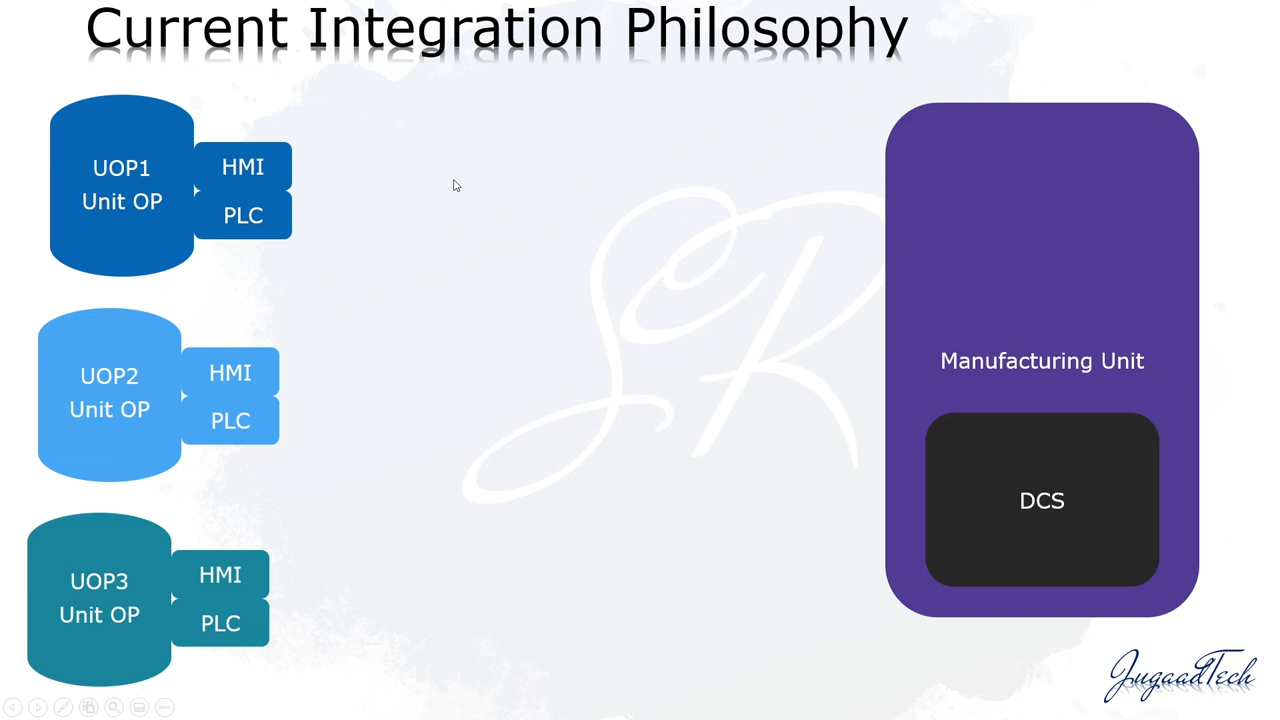 Current Integration Philosophy
UOP1
Unit OP
HMI
PLC
UOP2
Unit OP
HMI
PLC
UOP3
Unit OP
HMI
PLC
Manufacturing Unit
DCS
SR
JugaadTech